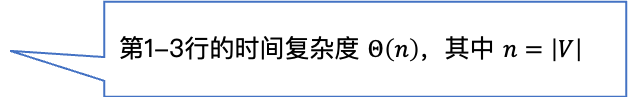 第1–3行的时间复杂度 Θ(n)，其中 n = |V|